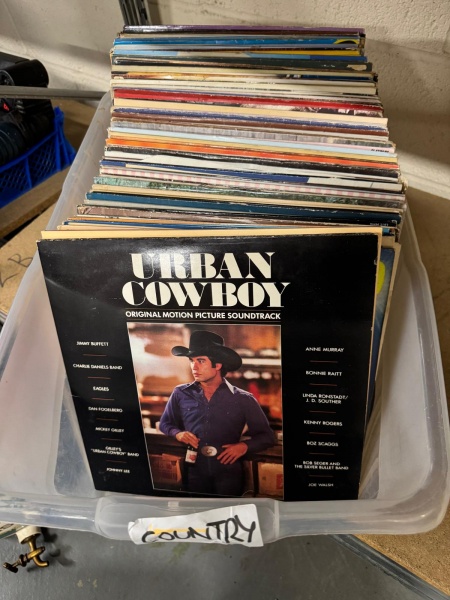 URBAN
COWBOY
ORIGINAL MOTION PICTURE SOUNDTRACK
JIMMY BUFFETT
CHARLIE DANIELS BAND
EAGLES
DAN FOGELBERG
MICKEY GILLEY
GILLEY'S
"URBAN COWBOY" BAND
JOHNNY LEE
ANNE MURRAY
BONNIE RAITT
LINDA RONSTADT/
J. D. SOUTHER
KENNY ROGERS
BOZ SCAGGS
BOB SEGER AND
THE SILVER BULLET BAND
JOE WALSH
COUNTRY